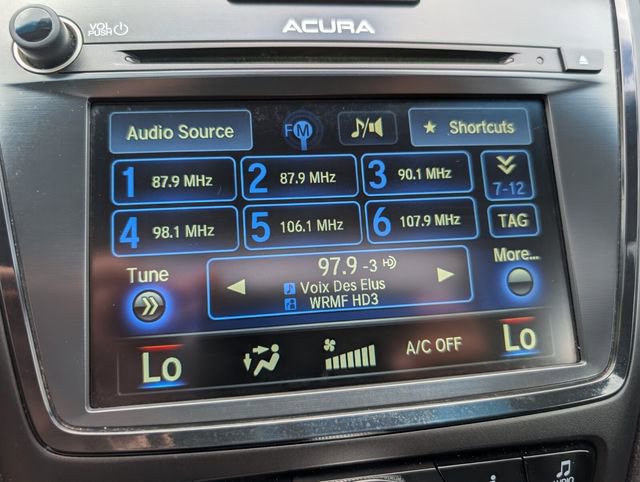 VOL
PUSH
ACURA
Audio Source
FM
★ Shortcuts
1 87.9 MHz
2 87.9 MHz
3 90.1 MHz
7-12
4 98.1 MHz
5 106.1 MHz
6 107.9 MHz
TAG
Tune
97.9 -3
More...
Voix Des Elus
WRMF HD3
Lo
A/C OFF
Lo